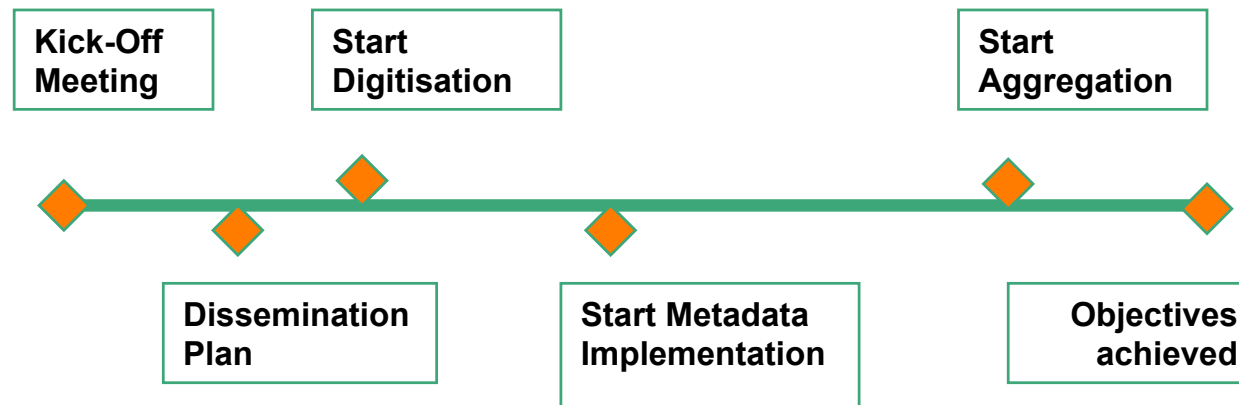 Kick-Off
Meeting
Start
Digitisation
Start
Aggregation
Dissemination
Plan
Start Metadata
Implementation
Objectives
achieved